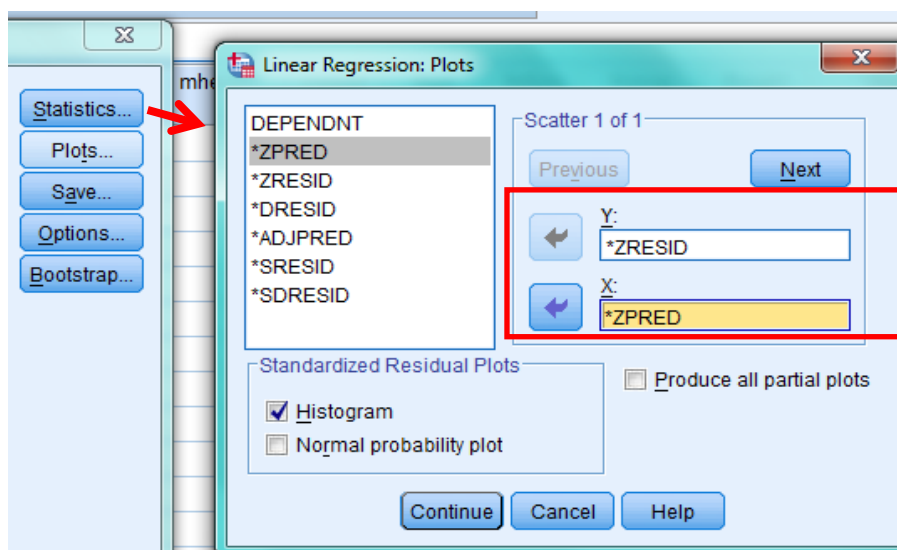 mhe
Statistics...
Plots...
Save...
Options...
Bootstrap...
Linear Regression: Plots
DEPENDNT
*ZPRED
*ZRESID
*DRESID
*ADJPRED
*SRESID
*SDRESID
Scatter 1 of 1
Previous
Next
Y:
*ZRESID
X:
*ZPRED
Standardized Residual Plots
Histogram
Normal probability plot
Produce all partial plots
Continue
Cancel
Help